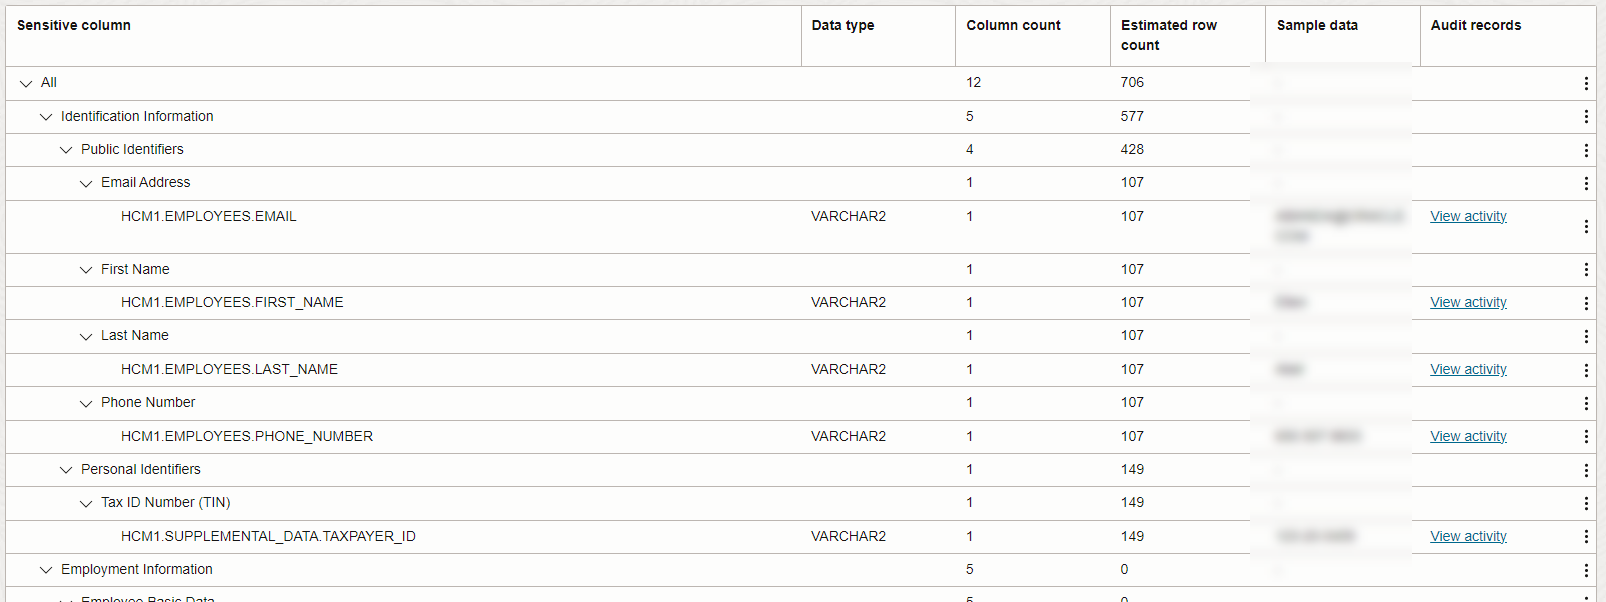 Sensitive column Data type Column count Estimated row count Sample data Audit records
All 12 706
Identification Information 5 577
Public Identifiers 4 428
Email Address 1 107
HCM1.EMPLOYEES.EMAIL VARCHAR2 1 107 View activity
First Name 1 107
HCM1.EMPLOYEES.FIRST_NAME VARCHAR2 1 107 View activity
Last Name 1 107
HCM1.EMPLOYEES.LAST_NAME VARCHAR2 1 107 View activity
Phone Number 1 107
HCM1.EMPLOYEES.PHONE_NUMBER VARCHAR2 1 107 View activity
Personal Identifiers 1 149
Tax ID Number (TIN) 1 149
HCM1.SUPPLEMENTAL_DATA.TAXPAYER_ID VARCHAR2 1 149 View activity
Employment Information 5 0
Employee Basic Data 5 0